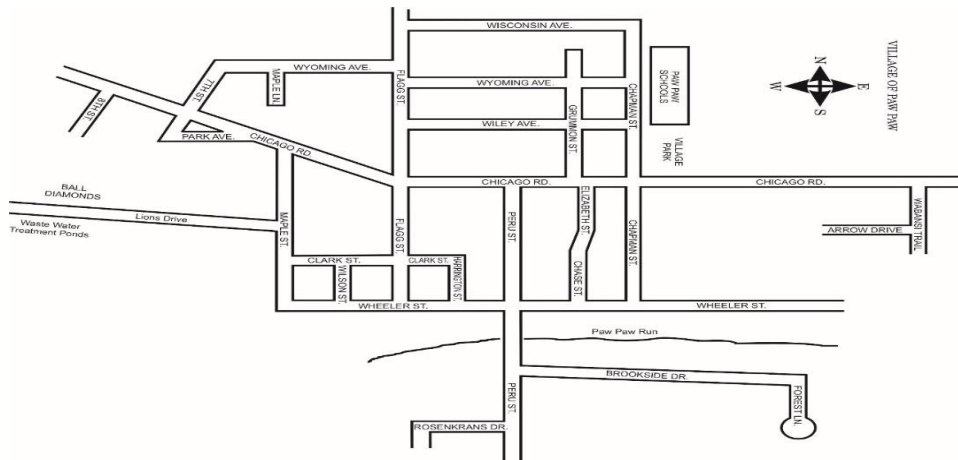 WISCONSIN AVE.
WYOMING AVE.
7TH ST.
MAPLE LN.
FLAGG ST.
WYOMING AVE.
GRUMMON ST.
CHAPMAN ST.
PAW PAW
SCHOOLS
N
E
S
W
VILLAGE OF PAW PAW
8TH ST.
PARK AVE.
CHICAGO RD.
WILEY AVE.
VILLAGE
PARK
CHICAGO RD.
CHICAGO RD.
BALL
DIAMONDS
Lions Drive
Waste Water
Treatment Ponds
MAPLE ST.
FLAGG ST.
PERU ST.
ELIZABETH ST.
CHAPMAN ST.
WABANSI TRAIL
ARROW DRIVE
CLARK ST.
WILSON ST.
CLARK ST.
HARRINGTON ST.
CHASE ST.
WHEELER ST.
WHEELER ST.
Paw Paw Run
BROOKSIDE DR.
FOREST LN.
PERU ST.
ROSENKRANS DR.